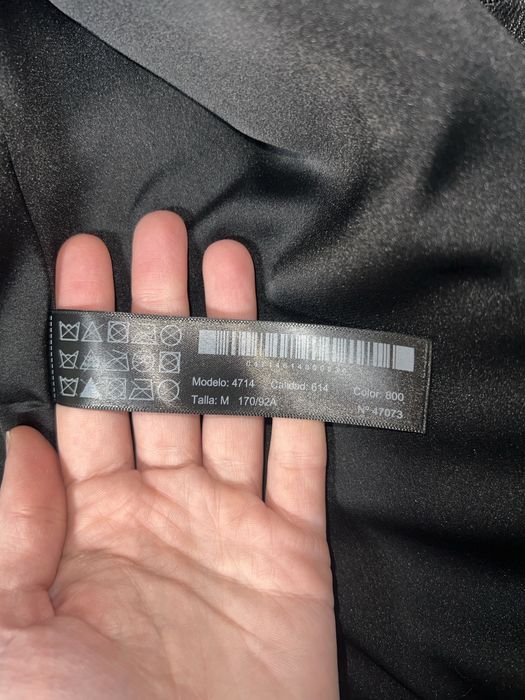 Modelo: 4714 Calidad: 614 Color: 800
Talla: M 170/92A Nº 47073